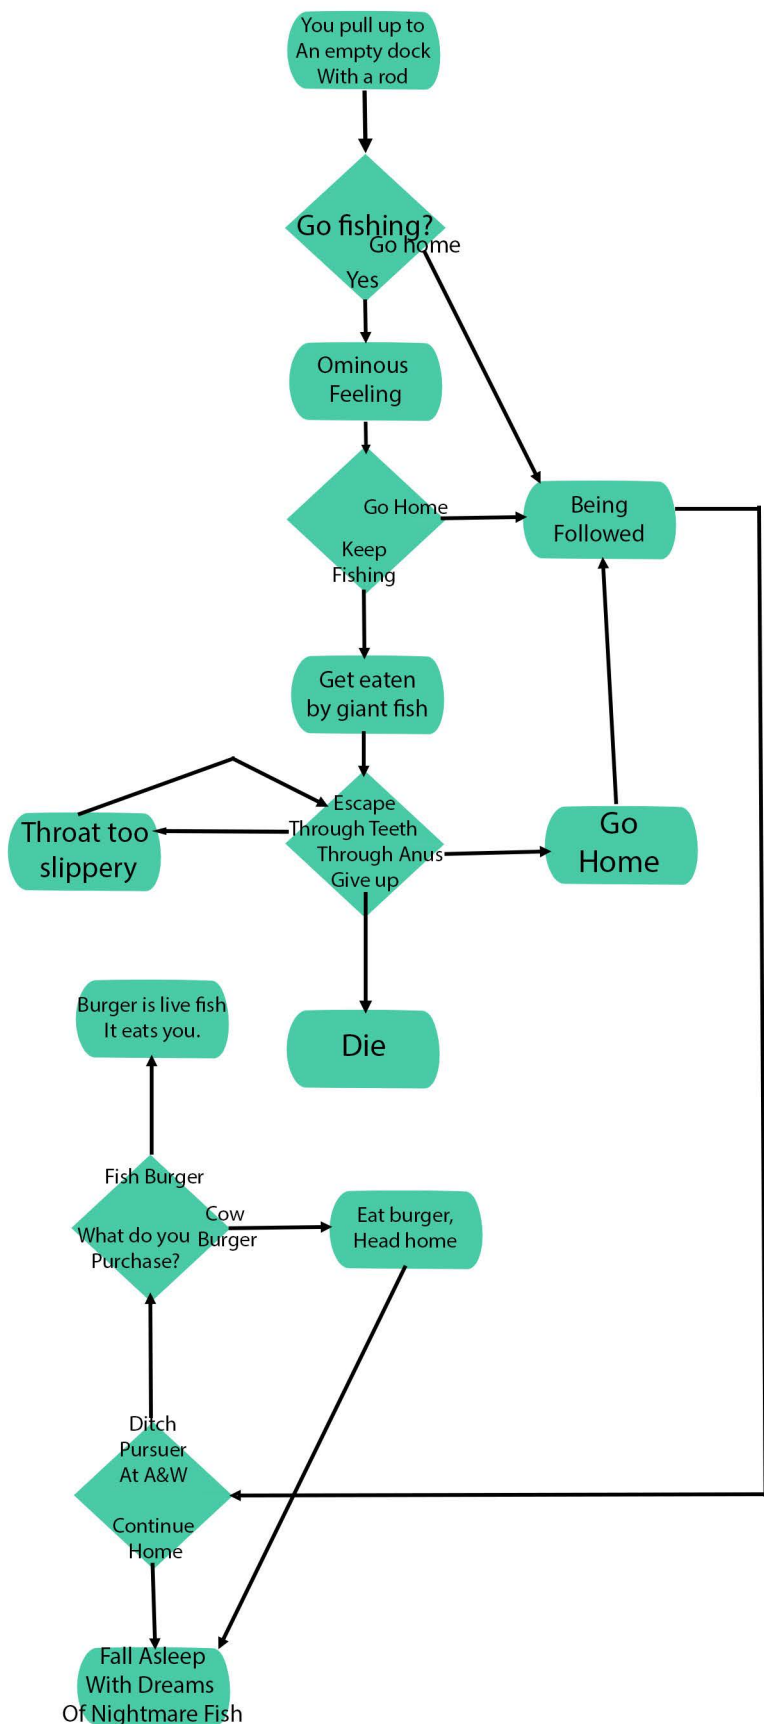 You pull up to
An empty dock
With a rod
Go fishing?
Go home
Yes
Ominous
Feeling
Go Home
Keep
Fishing
Being
Followed
Get eaten
by giant fish
Escape
Through Teeth
Through Anus
Give up
Throat too
slippery
Go
Home
Die
Burger is live fish
It eats you.
Fish Burger
What do you
Purchase?
Cow
Burger
Eat burger,
Head home
Ditch
Pursuer
At A&W
Continue
Home
Fall Asleep
With Dreams
Of Nightmare Fish